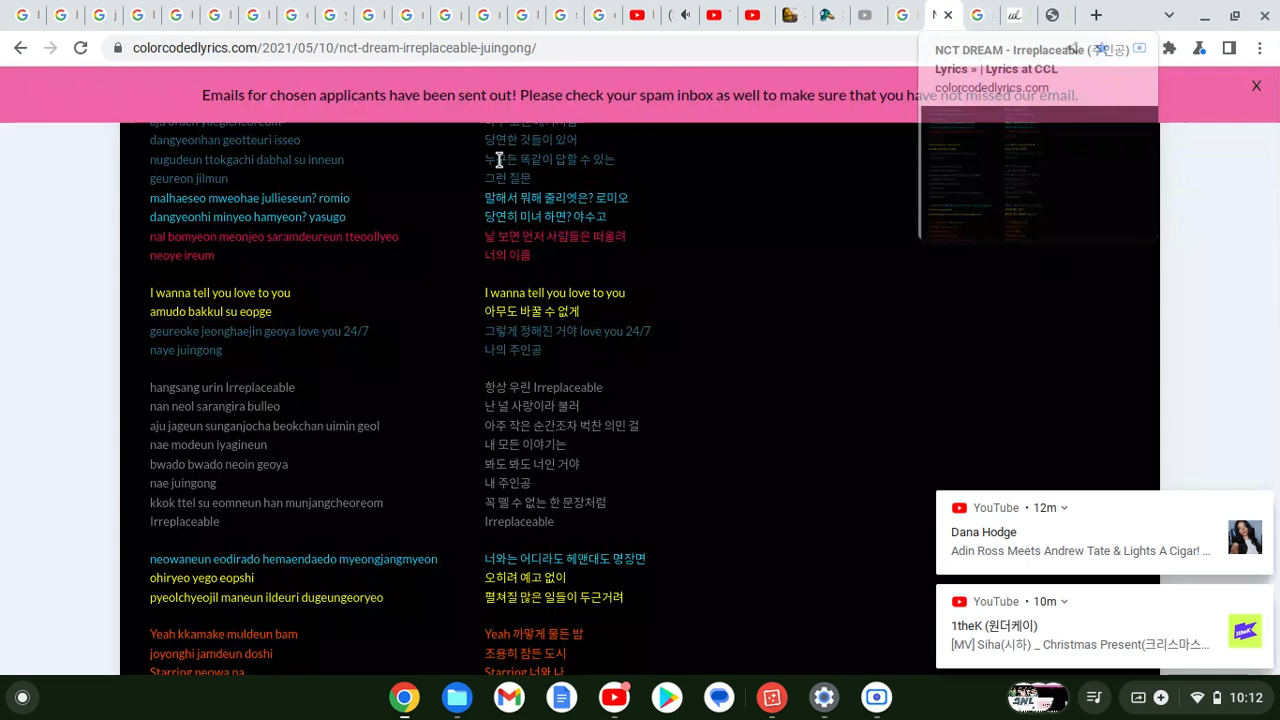 colorcodedlyrics.com/2021/05/10/nct-dream-irreplaceable-juingong/
NCT DREAM - Irreplaceable (주인공)
Lyrics » | Lyrics at CCL
colorcodedlyrics.com
Emails for chosen applicants have been sent out! Please check your spam inbox as well to make sure that you have not missed our email.
X
dangyeonhan geotteuri isseo
당연한 것들이 있어
nugudeun ttokgachi dabhal su inneun
든 똑같이 답할 수 있는
geureon jilmun
그런 질문
malhaeseo mweohae jullieseun? romio
말해서 뭐해 줄리엣은? 로미오
dangyeonhi minyeo hamyeon? yasugo
당연히 미녀 하면? 야수고
nal bomyeon meonjeo saramdeureun tteoollyeo
날 보면 먼저 사람들은 떠올려
neoye ireum
너의 이름
I wanna tell you love to you
I wanna tell you love to you
amudo bakkul su eopge
아무도 바꿀 수 없게
geureoke jeonghaejin geoya love you 24/7
그렇게 정해진 거야 love you 24/7
naye juingong
나의 주인공
hangsang urin Irreplaceable
항상 우린 Irreplaceable
nan neol sarangira bulleo
난 널 사랑이라 불러
aju jageun sunganjocha beokchan uimin geol
아주 작은 순간조차 벅찬 의민 걸
nae modeun iyagineun
내 모든 이야기는
bwado bwado neoin geoya
봐도 봐도 너인 거야
nae juingong
내 주인공
kkok ttel su eomneun han munjangcheoreom
꼭 뗄 수 없는 한 문장처럼
Irreplaceable
Irreplaceable
neowaneun eodirado hemaendaedo myeongjangmyeon
너와는 어디라도 헤맨대도 명장면
ohiryeo yego eopshi
오히려 예고 없이
pyeolchyeojil maneun ildeuri dugeungeoryeo
펼쳐질 많은 일들이 두근거려
Yeah kkamake muldeun bam
Yeah 까맣게 물든 밤
joyonghi jamdeun doshi
조용히 잠든 도시
Starring neowa na
Starring 너와 나
YouTube • 12m
Dana Hodge
Adin Ross Meets Andrew Tate & Lights A Cigar! ...
YouTube • 10m
1theK (원더케이)
[MV] Siha(시하) _ Christmas Present(크리스마스...
10:12